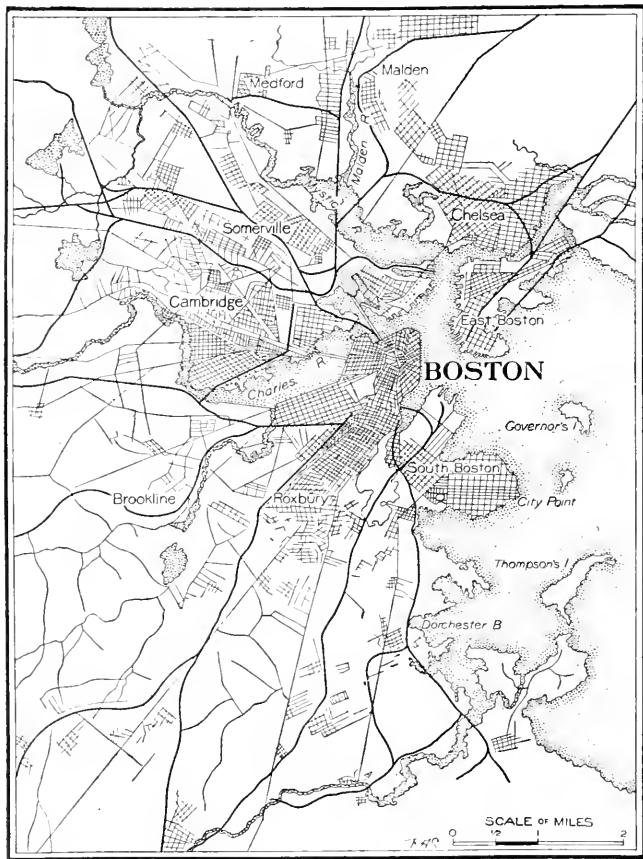 Medford
Malden
Malden R
Somerville
Chelsea
Cambridge
East Boston
BOSTON
Charles R
Governor's I
South Boston
Brookline
Roxbury
City Point
Thompson's I
Dorchester B
SCALE OF MILES
0 1/2 1 2